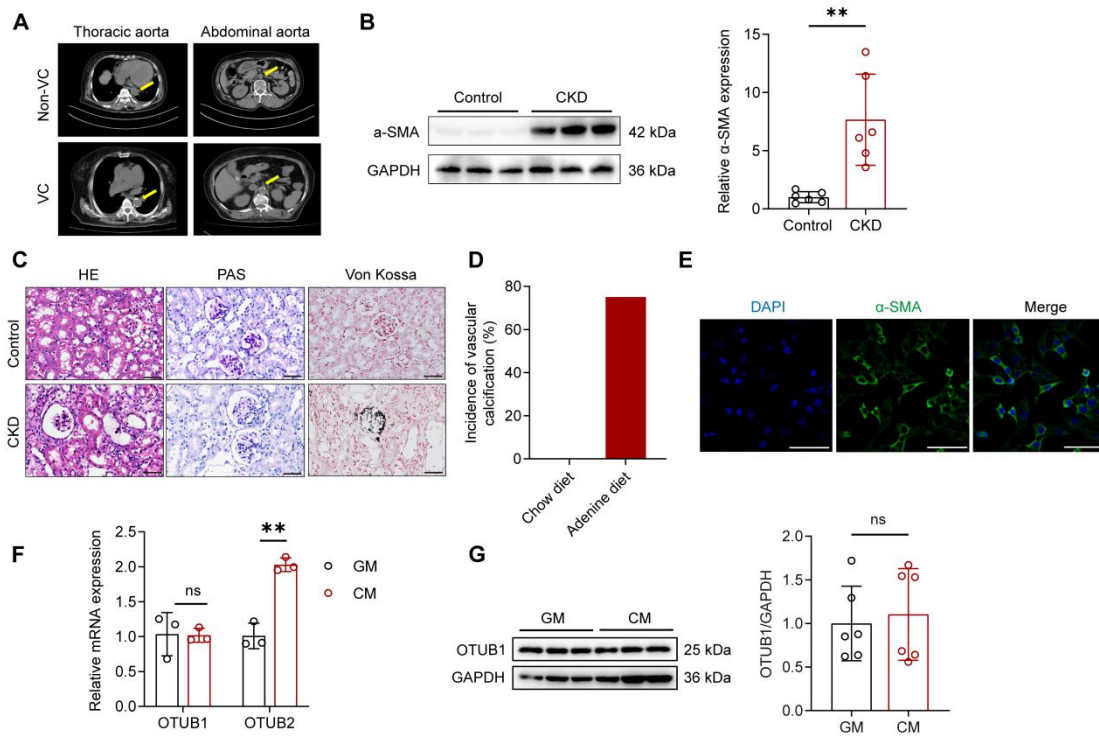 A
Thoracic aorta
Abdominal aorta
Non-VC
VC
B
Control
CKD
a-SMA
42 kDa
GAPDH
36 kDa
**
Relative α-SMA expression
15
10
5
0
Control
CKD
C
HE
PAS
Von Kossa
Control
CKD
D
Incidence of vascular
calcification (%)
80
60
40
20
0
Chow diet
Adenine diet
E
DAPI
α-SMA
Merge
F
Relative mRNA expression
2.5
2.0
1.5
1.0
0.5
0.0
ns
**
OTUB1
OTUB2
GM
CM
G
GM
CM
OTUB1
25 kDa
GAPDH
36 kDa
ns
OTUB1/GAPDH
2.0
1.5
1.0
0.5
0.0
GM
CM